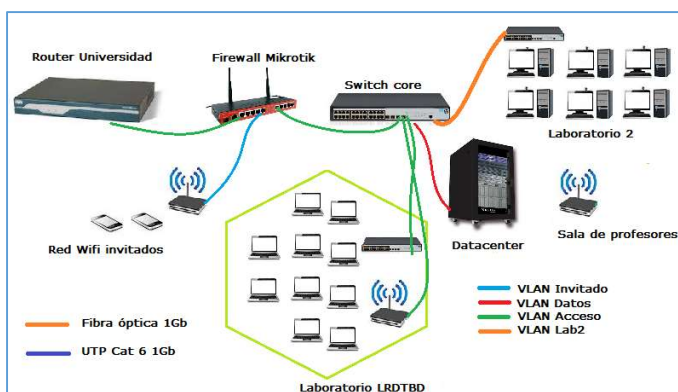 Router Universidad
Firewall Mikrotik
Switch core
Laboratorio 2
Red Wifi invitados
Datacenter
Sala de profesores
VLAN Invitado
VLAN Datos
VLAN Acceso
VLAN Lab2
Fibra óptica 1Gb
UTP Cat 6 1Gb
Laboratorio LRDTBD